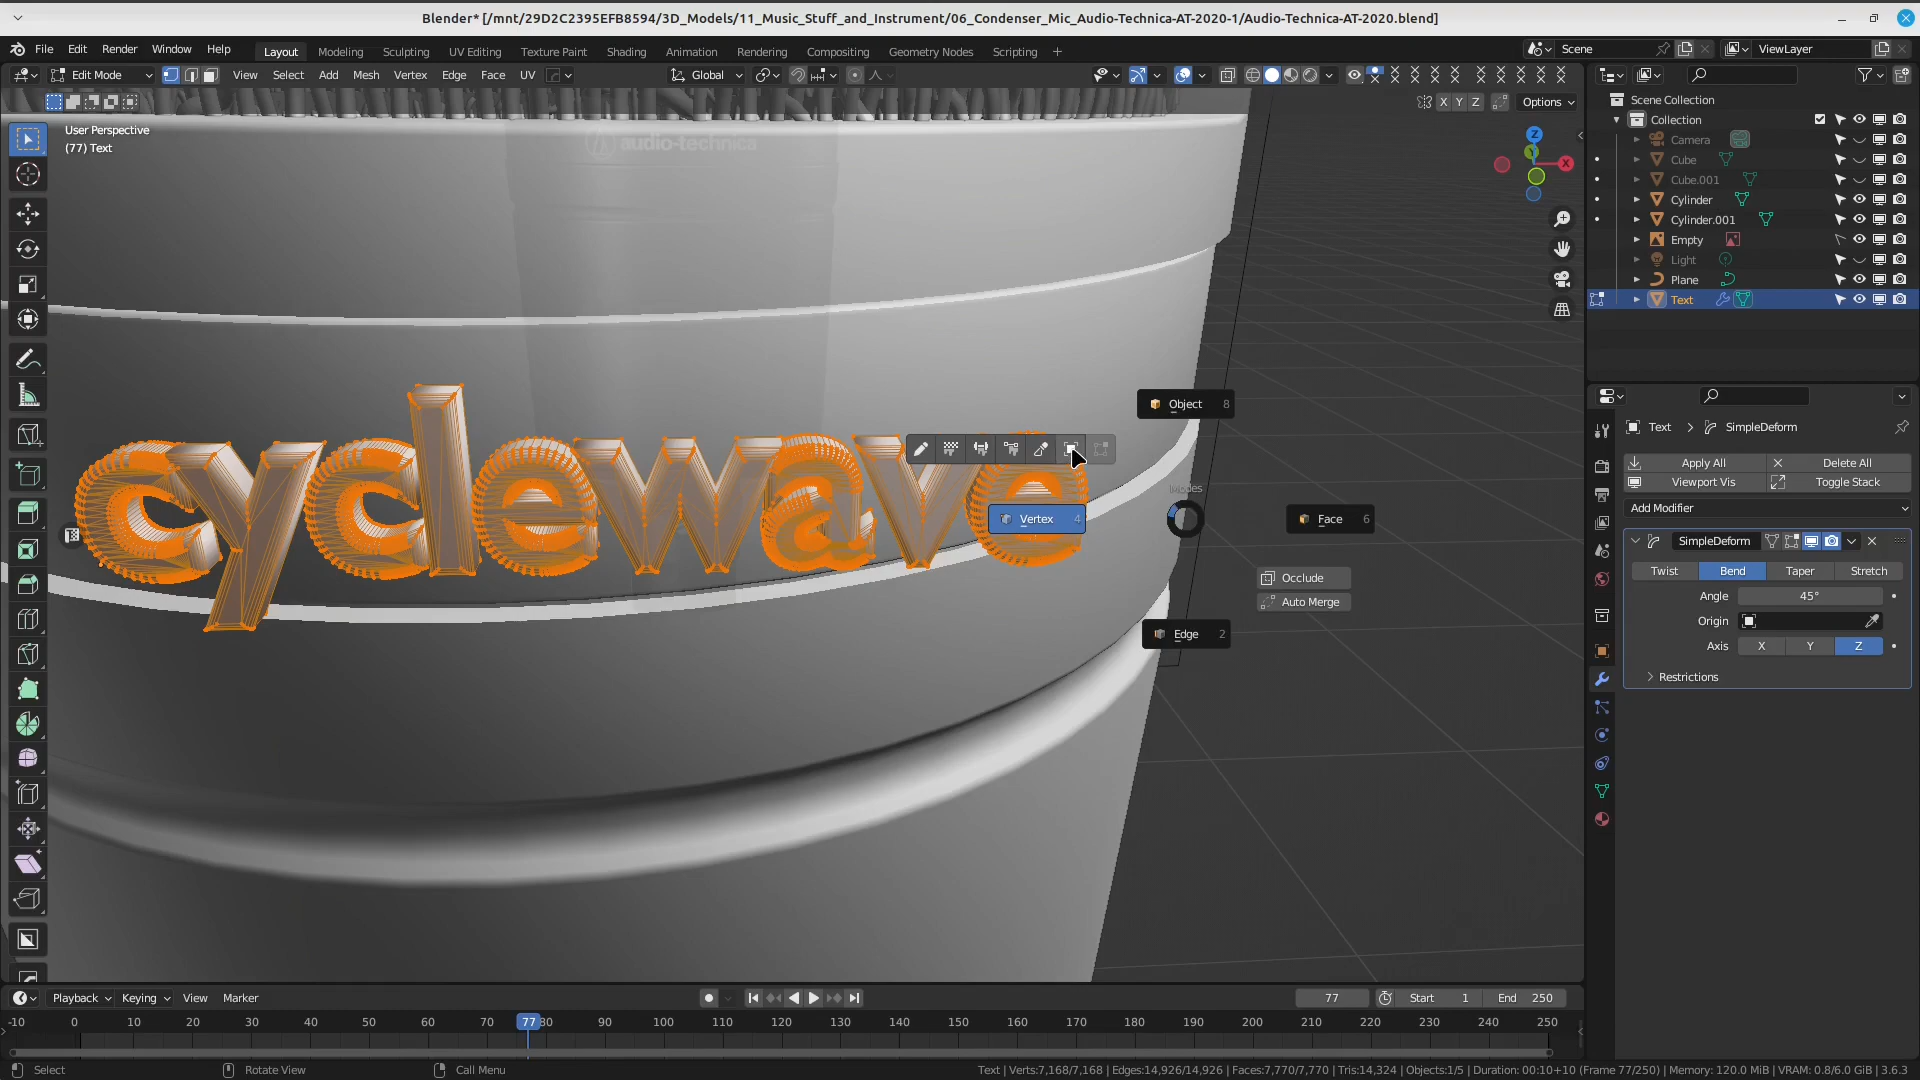 Blender* [/mnt/29D2C2395EFB8594/3D_Models/11_Music_Stuff_and_Instrument/06_Condenser_Mic_Audio-Technica-AT-2020-1/Audio-Technica-AT-2020.blend]
File Edit Render Window Help Layout Modeling Sculpting UV Editing Texture Paint Shading Animation Rendering Compositing Geometry Nodes Scripting + Scene ViewLayer
Edit Mode View Select Add Mesh Vertex Edge Face UV Global
X Y Z Options
User Perspective
(77) Text
audio-technica
Z
Y
X
Scene Collection
Collection
Camera
Cube
Cube.001
Cylinder
Cylinder.001
Empty
Light
Plane
Text
cyclewave
Object 8
Modes
Vertex 4
Face 6
Occlude
Auto Merge
Edge 2
Text > SimpleDeform
Apply All Delete All
Viewport Vis Toggle Stack
Add Modifier
SimpleDeform
Twist Bend Taper Stretch
Angle 45°
Origin
Axis X Y Z
Restrictions
Playback Keying View Marker 77 Start 1 End 250
-10 0 10 20 30 40 50 60 70 77 80 90 100 110 120 130 140 150 160 170 180 190 200 210 220 230 240 250
Select Rotate View Call Menu Text | Verts:7,168/7,168 | Edges:14,926/14,926 | Faces:7,770/7,770 | Tris:14,324 | Objects:1/5 | Duration: 00:10+10 (Frame 77/250) | Memory: 120.0 MiB | VRAM: 0.8/6.0 GiB | 3.6.3